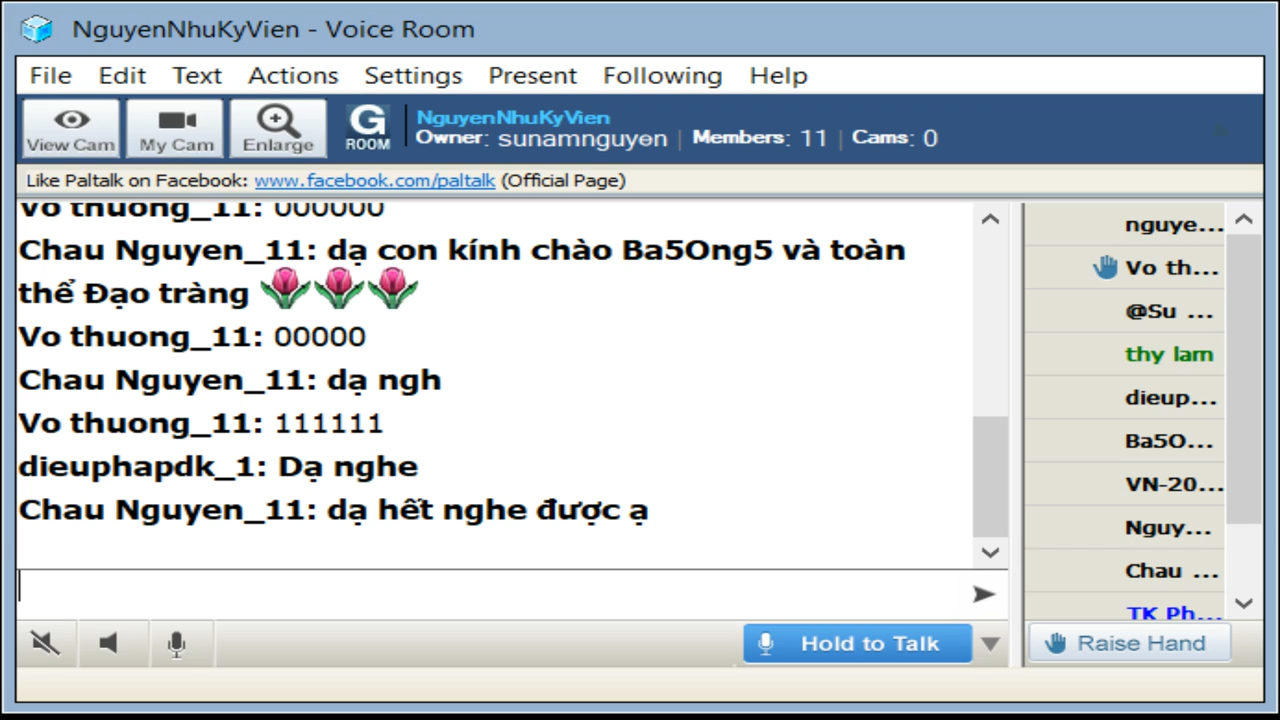 NguyenNhuKyVien - Voice Room
File Edit Text Actions Settings Present Following Help
View Cam My Cam Enlarge G ROOM
NguyenNhuKyVien
Owner: sunamnguyen | Members: 11 | Cams: 0
Like Paltalk on Facebook: www.facebook.com/paltalk (Official Page)
Vo thuong_11: 000000
Chau Nguyen_11: dạ con kính chào Ba5Ong5 và toàn
thể Đạo tràng
Vo thuong_11: 00000
Chau Nguyen_11: dạ ngh
Vo thuong_11: 111111
dieuphapdk_1: Dạ nghe
Chau Nguyen_11: dạ hết nghe được ạ
nguye...
Vo th...
@Su ...
thy lam
dieup...
Ba5O...
VN-20...
Nguy...
Chau ...
TK Ph...
Hold to Talk
Raise Hand